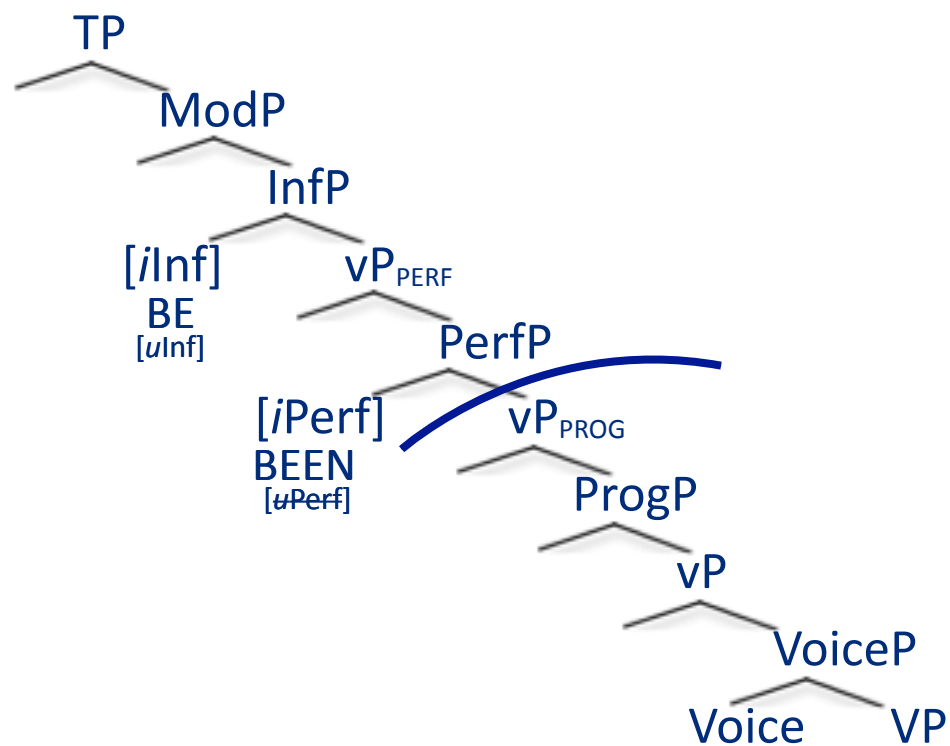 TP
ModP
InfP
[iInf]
vPPERF
BE
[uInf]
PerfP
[iPerf]
vPPROG
BEEN
[uPerf]
ProgP
vP
VoiceP
Voice
VP